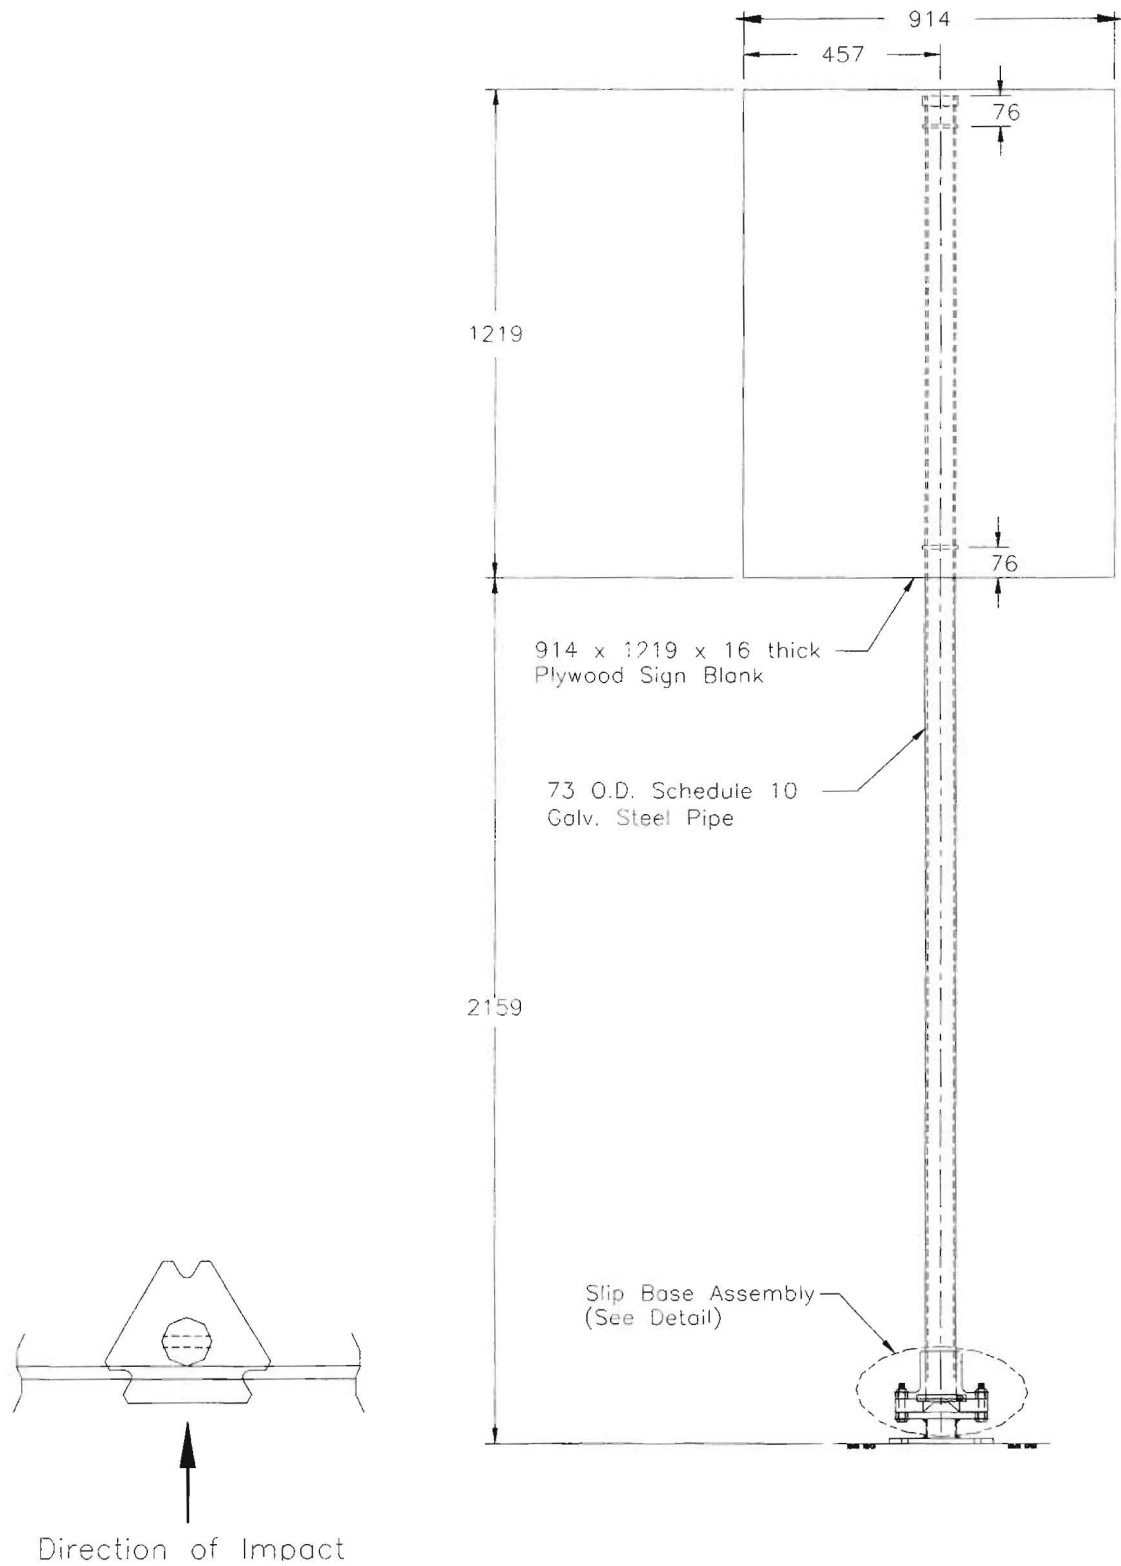 914
457
76
1219
76
914 x 1219 x 16 thick
Plywood Sign Blank
73 O.D. Schedule 10
Galv. Steel Pipe
2159
Slip Base Assembly
(See Detail)
Direction of Impact